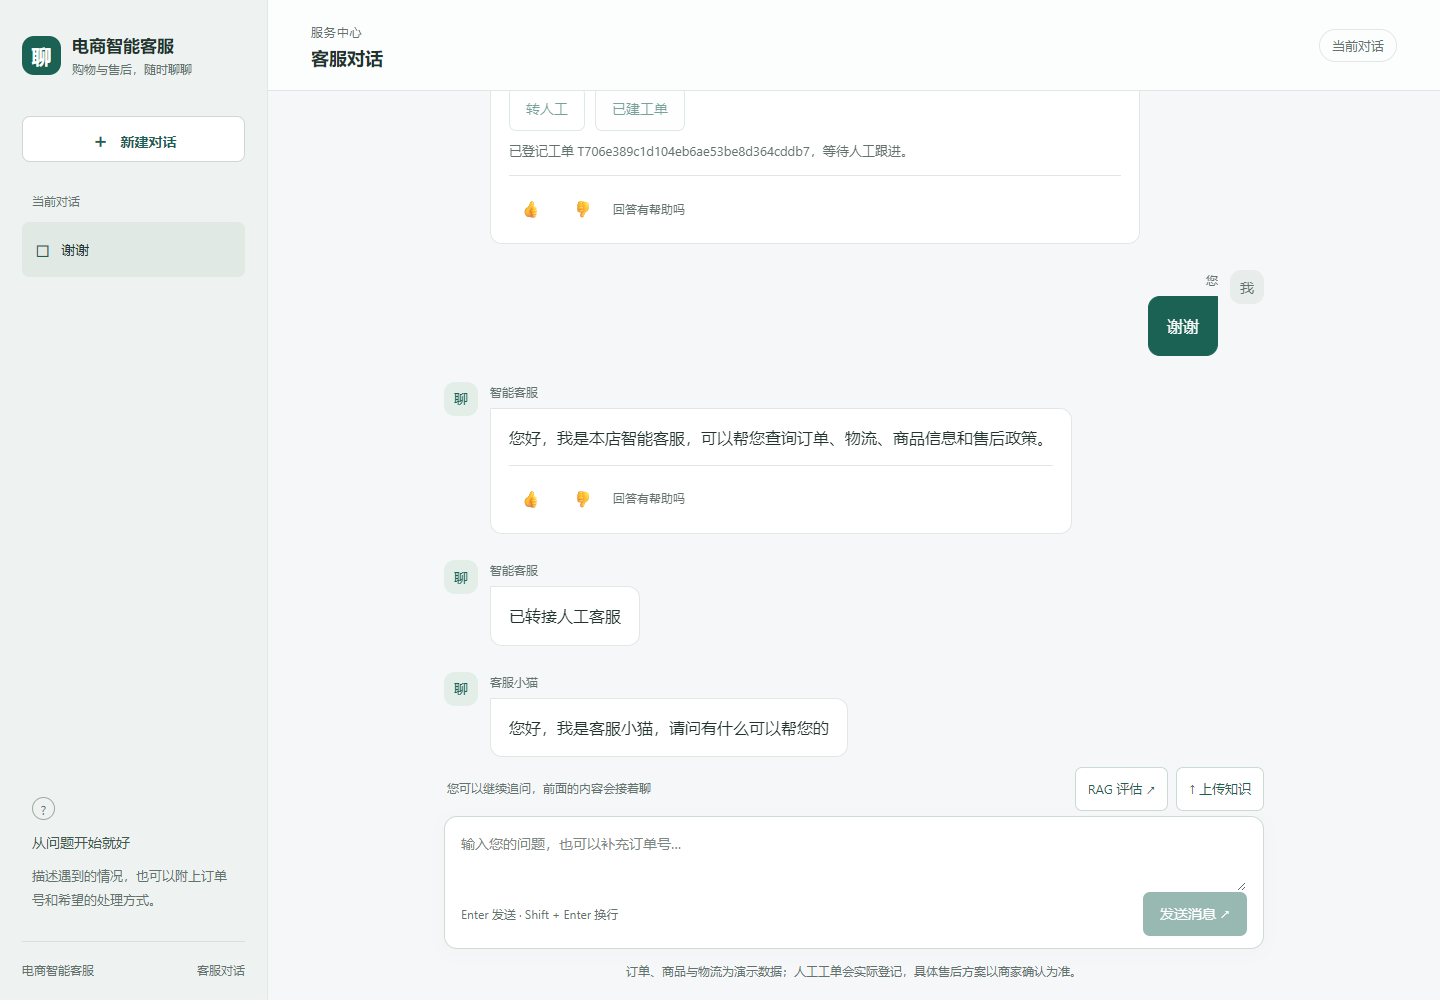 聊
电商智能客服
购物与售后，随时聊聊
+ 新建对话
当前对话
谢谢
?
从问题开始就好
描述遇到的情况，也可以附上订单
号和希望的处理方式。
电商智能客服
客服对话
服务中心
客服对话
当前对话
转人工
已建工单
已登记工单 T706e389c1d104eb6ae53be8d364cddb7，等待人工跟进。
回答有帮助吗
您
我
谢谢
聊
智能客服
您好，我是本店智能客服，可以帮您查询订单、物流、商品信息和售后政策。
回答有帮助吗
聊
智能客服
已转接人工客服
聊
客服小猫
您好，我是客服小猫，请问有什么可以帮您的
您可以继续追问，前面的内容会接着聊
RAG 评估 ↗
↑ 上传知识
输入您的问题，也可以补充订单号...
Enter 发送 · Shift + Enter 换行
发送消息 ↗
订单、商品与物流为演示数据；人工工单会实际登记，具体售后方案以商家确认为准。